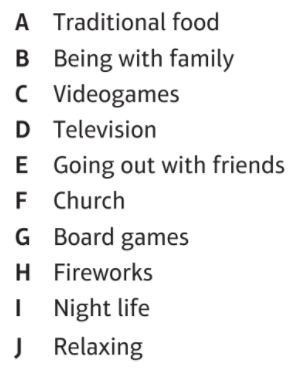 A Traditional food
B Being with family
C Videogames
D Television
E Going out with friends
F Church
G Board games
H Fireworks
I Night life
J Relaxing